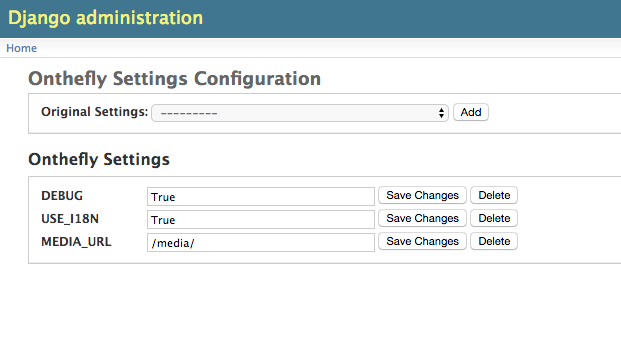 Django administration
Home
Onthefly Settings Configuration
Original Settings: --------- Add
Onthefly Settings
DEBUG True Save Changes Delete
USE_I18N True Save Changes Delete
MEDIA_URL /media/ Save Changes Delete